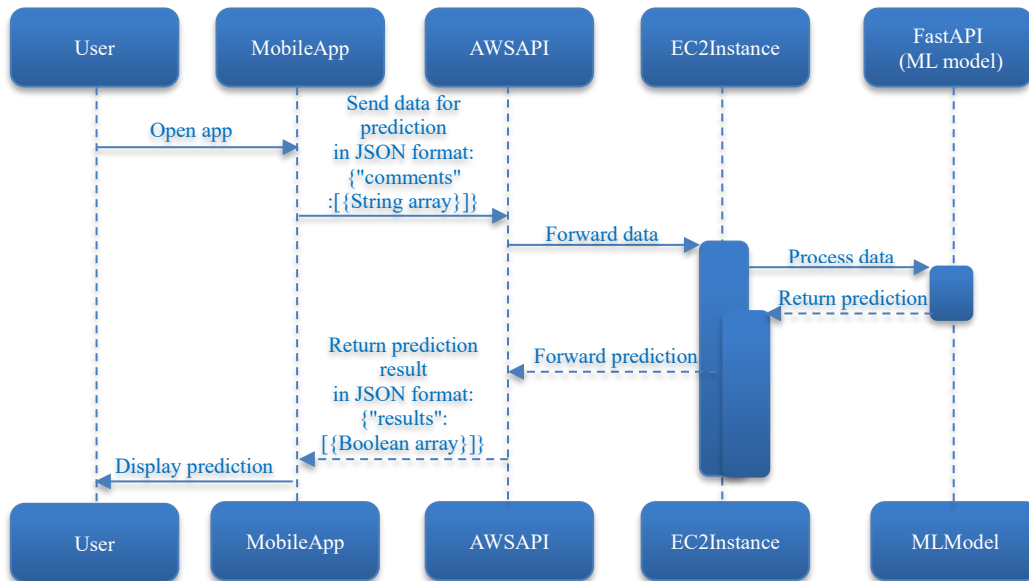 User
MobileApp
AWSAPI
EC2Instance
FastAPI
(ML model)
Open app
Send data for
prediction
in JSON format:
{"comments"
:[{String array}]}
Forward data
Process data
Return prediction
Forward prediction
Return prediction
result
in JSON format:
{"results":
[{Boolean array}]}
Display prediction
User
MobileApp
AWSAPI
EC2Instance
MLModel